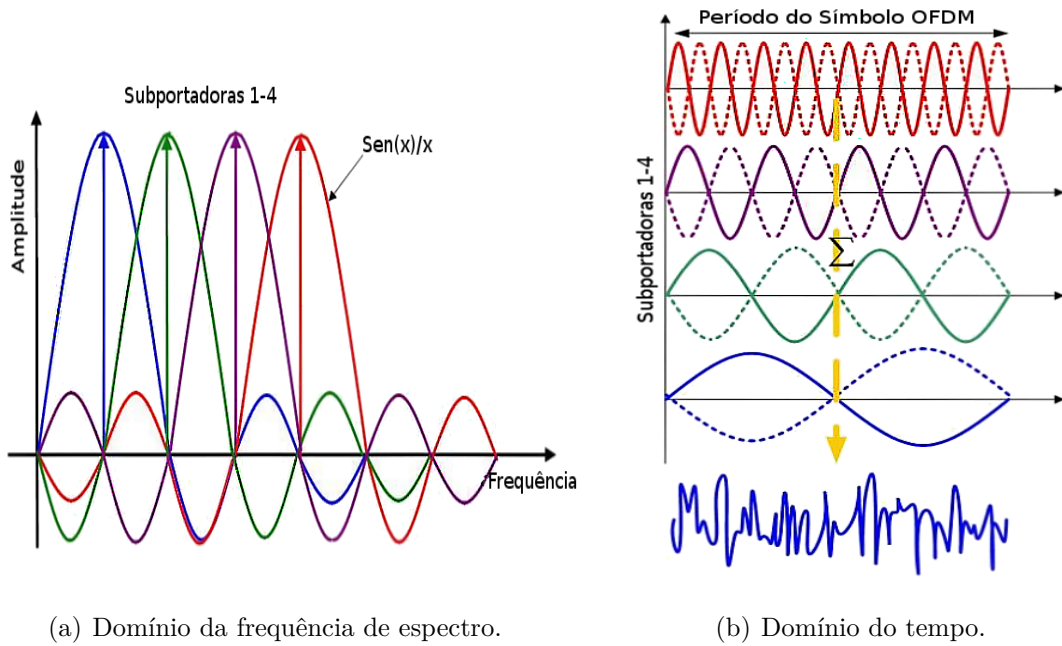 Subportadoras 1-4
Sen(x)/x
Amplitude
Frequência
(a) Domínio da frequência de espectro.
Período do Símbolo OFDM
Subportadoras 1-4
Σ
(b) Domínio do tempo.